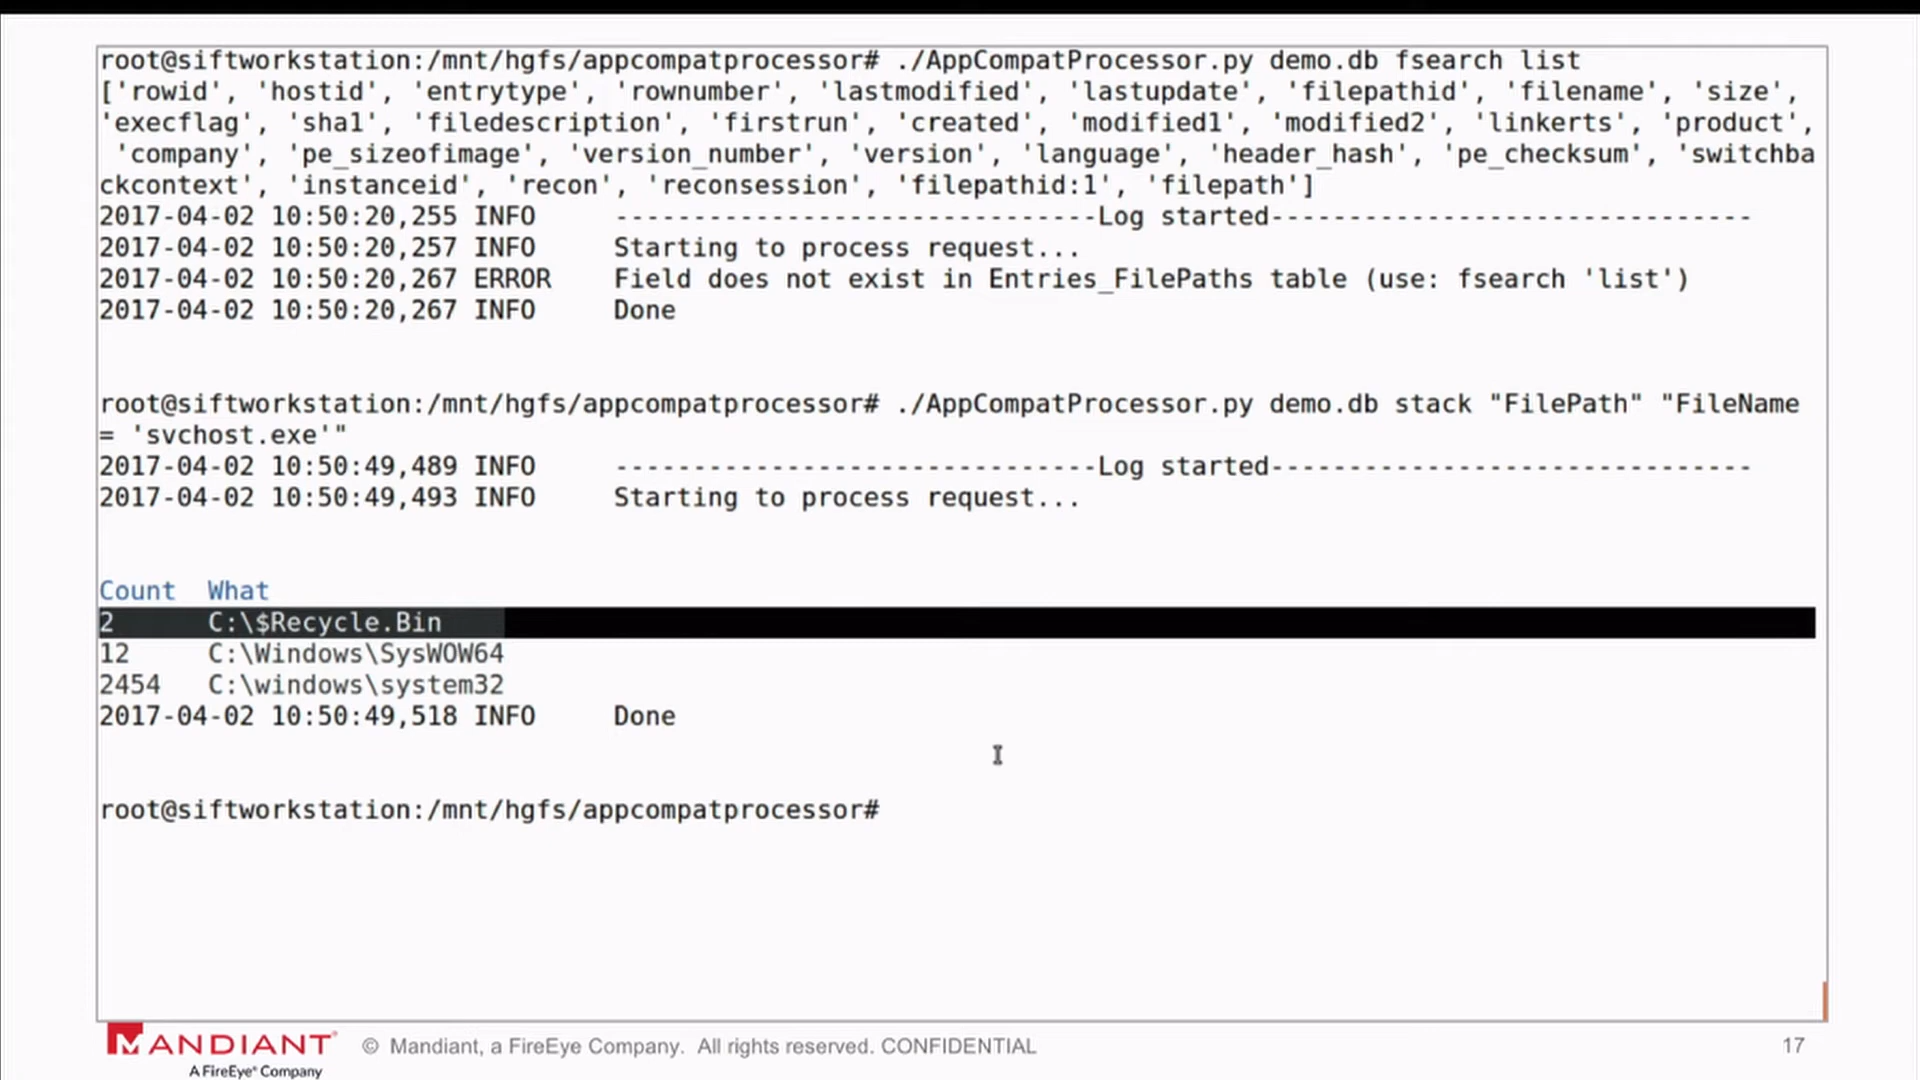 root@siftworkstation:/mnt/hgfs/appcompatprocessor# ./AppCompatProcessor.py demo.db fsearch list
['rowid', 'hostid', 'entrytype', 'rownumber', 'lastmodified', 'lastupdate', 'filepathid', 'filename', 'size',
'execflag', 'sha1', 'filedescription', 'firstrun', 'created', 'modified1', 'modified2', 'linkerts', 'product',
 'company', 'pe_sizeofimage', 'version_number', 'version', 'language', 'header_hash', 'pe_checksum', 'switchba
ckcontext', 'instanceid', 'recon', 'reconsession', 'filepathid:1', 'filepath']
2017-04-02 10:50:20,255 INFO     -------------------------------Log started-------------------------------
2017-04-02 10:50:20,257 INFO     Starting to process request...
2017-04-02 10:50:20,267 ERROR    Field does not exist in Entries_FilePaths table (use: fsearch 'list')
2017-04-02 10:50:20,267 INFO     Done
root@siftworkstation:/mnt/hgfs/appcompatprocessor# ./AppCompatProcessor.py demo.db stack "FilePath" "FileName
= 'svchost.exe'"
2017-04-02 10:50:49,489 INFO     -------------------------------Log started-------------------------------
2017-04-02 10:50:49,493 INFO     Starting to process request...
Count  What
2      C:\$Recycle.Bin
12     C:\Windows\SysWOW64
2454   C:\windows\system32
2017-04-02 10:50:49,518 INFO     Done
root@siftworkstation:/mnt/hgfs/appcompatprocessor#
MANDIANT
A FireEye® Company
© Mandiant, a FireEye Company. All rights reserved. CONFIDENTIAL
17